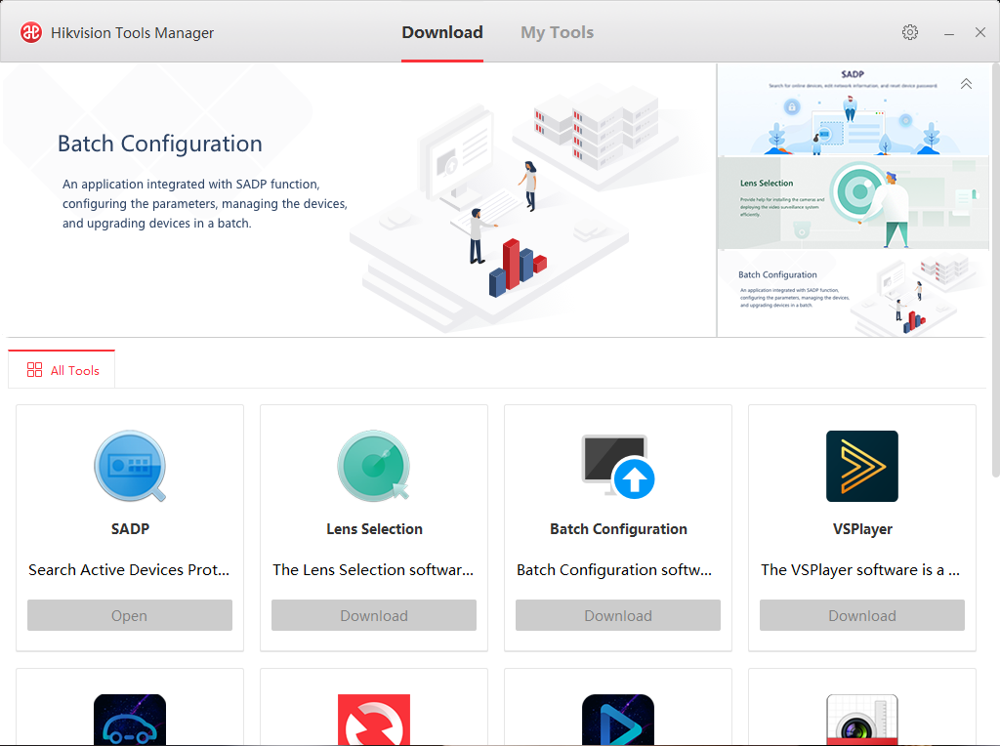 Hikvision Tools Manager
Download
My Tools
Batch Configuration
An application integrated with SADP function,
configuring the parameters, managing the devices,
and upgrading devices in a batch.
SADP
Search for online devices, with network information, and reset device password.
Lens Selection
Provide help for installing the cameras and
deploying the video surveillance system
efficiently.
Batch Configuration
An application integrated with SADP function,
configuring the parameters, managing the devices,
and upgrading devices in a batch.
All Tools
SADP
Search Active Devices Prot...
Open
Lens Selection
The Lens Selection softwar...
Download
Batch Configuration
Batch Configuration softw...
Download
VSPlayer
The VSPlayer software is a ...
Download